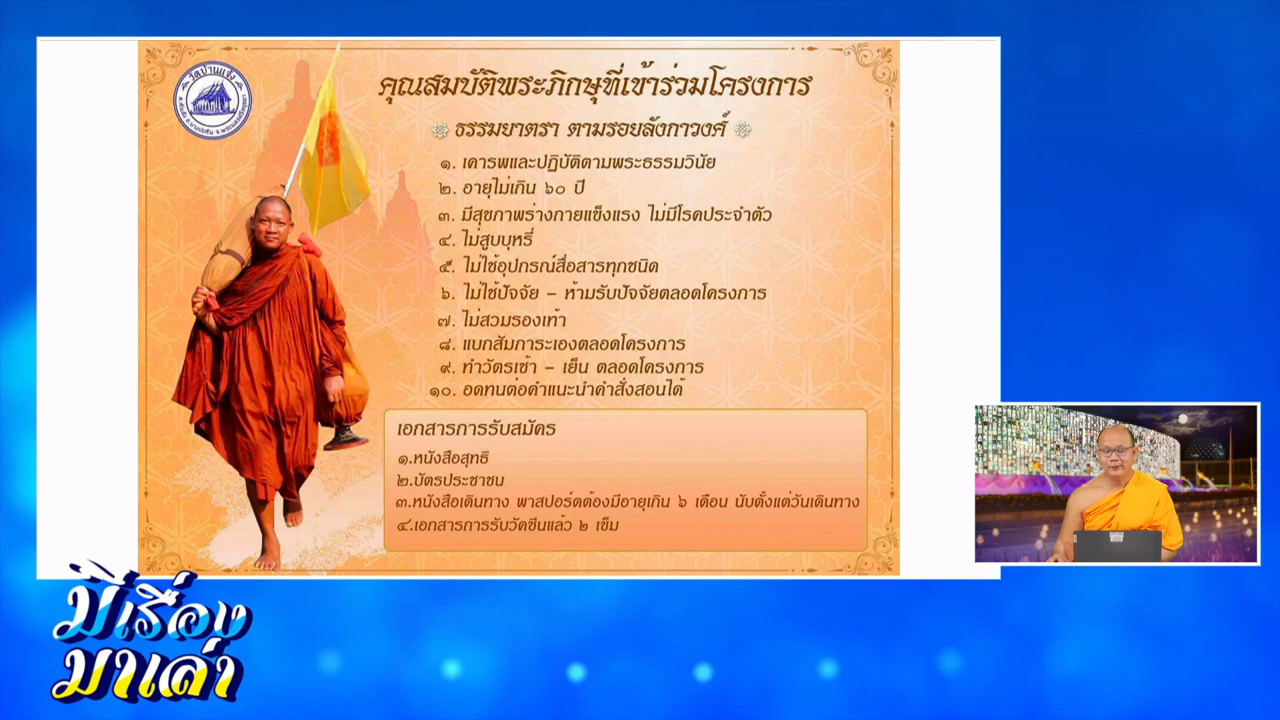 วัดป่านแจ้ง
คุณสมบัติพระภิกษุที่เข้าร่วมโครงการ
ธรรมยาตรา ตามรอยลังกาวงศ์
๑. เคารพและปฏิบัติตามพระธรรมวินัย
๒. อายุไม่เกิน ๖๐ ปี
๓. มีสุขภาพร่างกายแข็งแรง ไม่มีโรคประจำตัว
๔. ไม่สูบบุหรี่
๕. ไม่ใช้อุปกรณ์สื่อสารทุกชนิด
๖. ไม่ใช้ปัจจัย – ห้ามรับปัจจัยตลอดโครงการ
๗. ไม่สวมรองเท้า
๘. แบกสัมภาระเองตลอดโครงการ
๙. ทำวัตรเช้า – เย็น ตลอดโครงการ
๑๐. อดทนต่อคำแนะนำคำสั่งสอนได้
เอกสารการรับสมัคร
๑.หนังสือสุทธิ
๒.บัตรประชาชน
๓.หนังสือเดินทาง พาสปอร์ตต้องมีอายุเกิน ๖ เดือน นับตั้งแต่วันเดินทาง
๔.เอกสารการรับวัคซีนแล้ว ๒ เข็ม
มีเรื่อง
มาเล่า